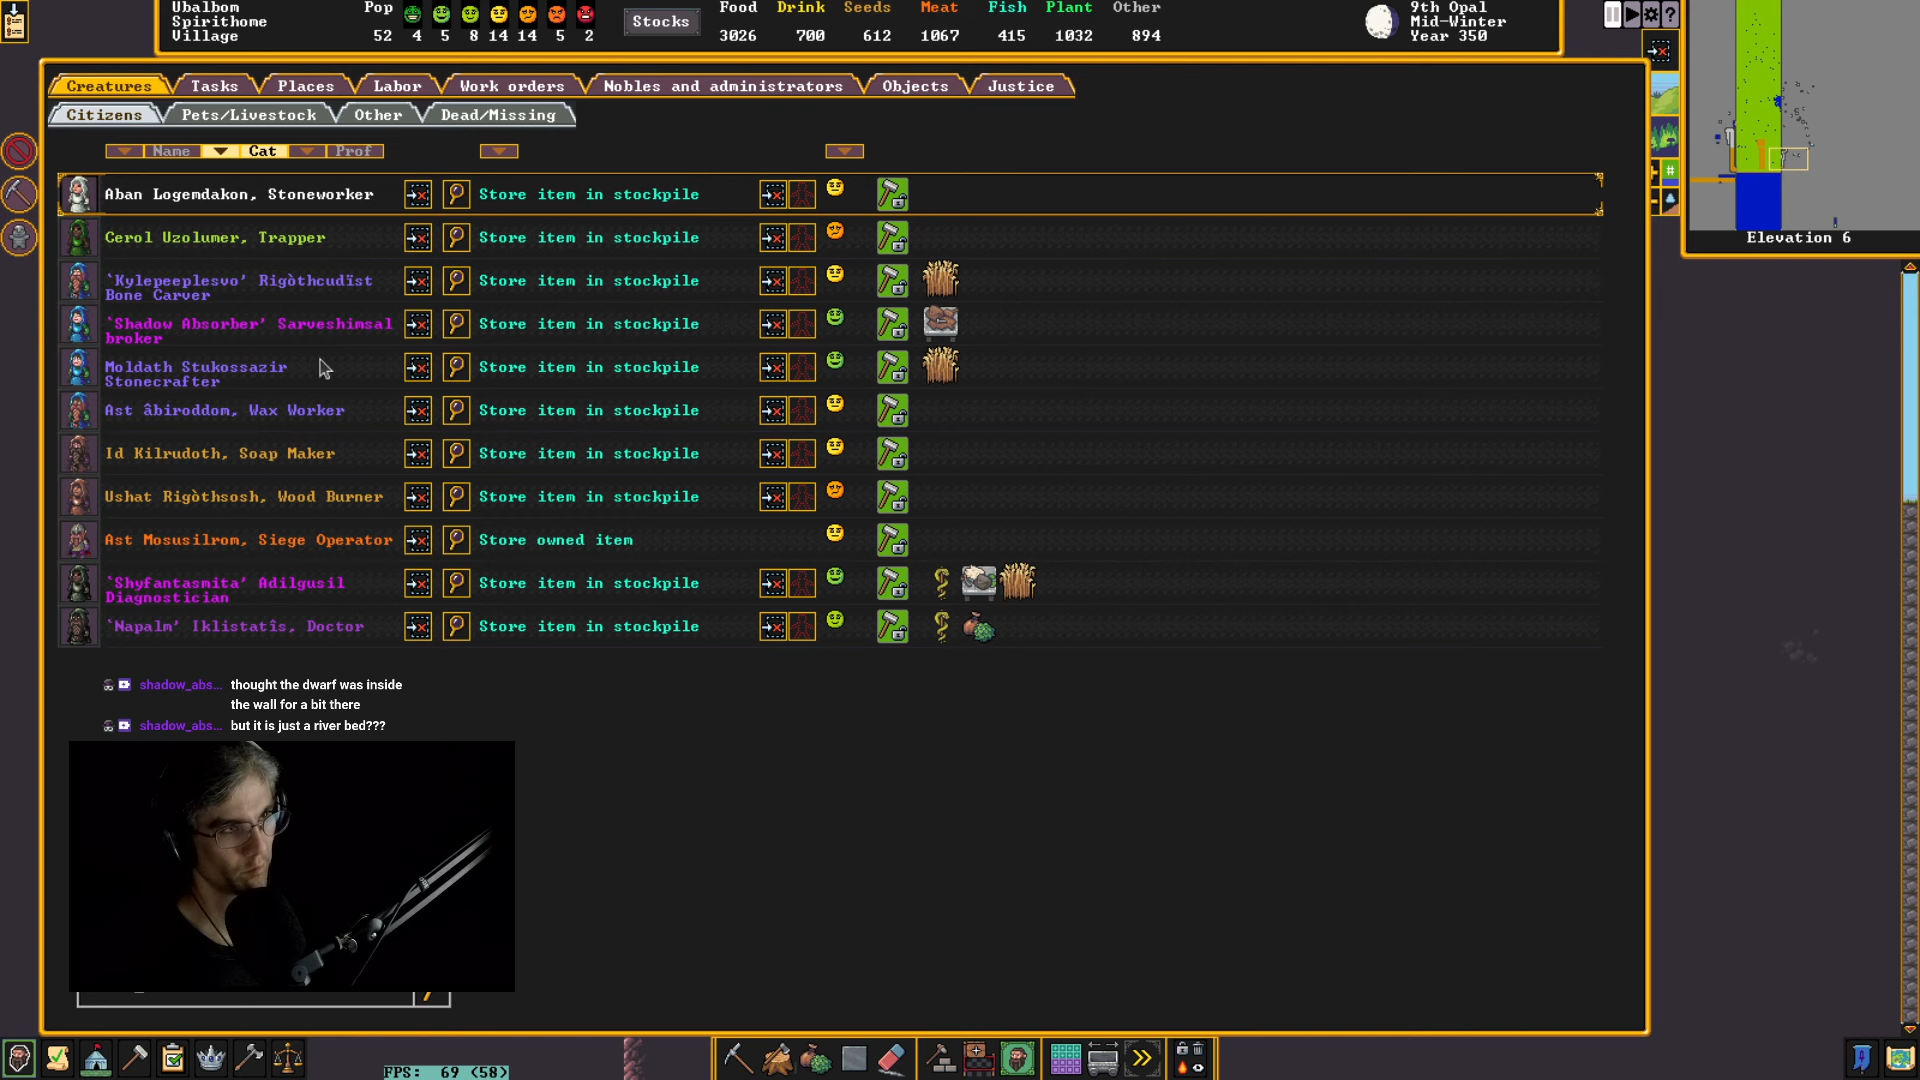 Ubalbom
Spirithome
Village
Pop
52 4 5 8 14 14 5 2
Stocks
Food Drink Seeds Meat Fish Plant Other
3026 700 612 1067 415 1032 894
9th Opal
Mid-Winter
Year 350
Creatures Tasks Places Labor Work orders Nobles and administrators Objects Justice
Citizens Pets/Livestock Other Dead/Missing
Name Cat Prof
Elevation 6
Aban Logemdakon, Stoneworker Store item in stockpile
Cerol Uzolumer, Trapper Store item in stockpile
`Kylepeeplesvo' Rigòthcudïst Store item in stockpile
Bone Carver
`Shadow Absorber' Sarveshimsal Store item in stockpile
broker
Moldath Stukossazir Store item in stockpile
Stonecrafter
Ast âbiroddom, Wax Worker Store item in stockpile
Id Kilrudoth, Soap Maker Store item in stockpile
Ushat Rigòthsosh, Wood Burner Store item in stockpile
Ast Mosusilrom, Siege Operator Store owned item
`Shyfantasmita' Adilgusil Store item in stockpile
Diagnostician
`Napalm' Iklistatîs, Doctor Store item in stockpile
shadow_abs... thought the dwarf was inside
the wall for a bit there
shadow_abs... but it is just a river bed???
FPS: 69 (58)